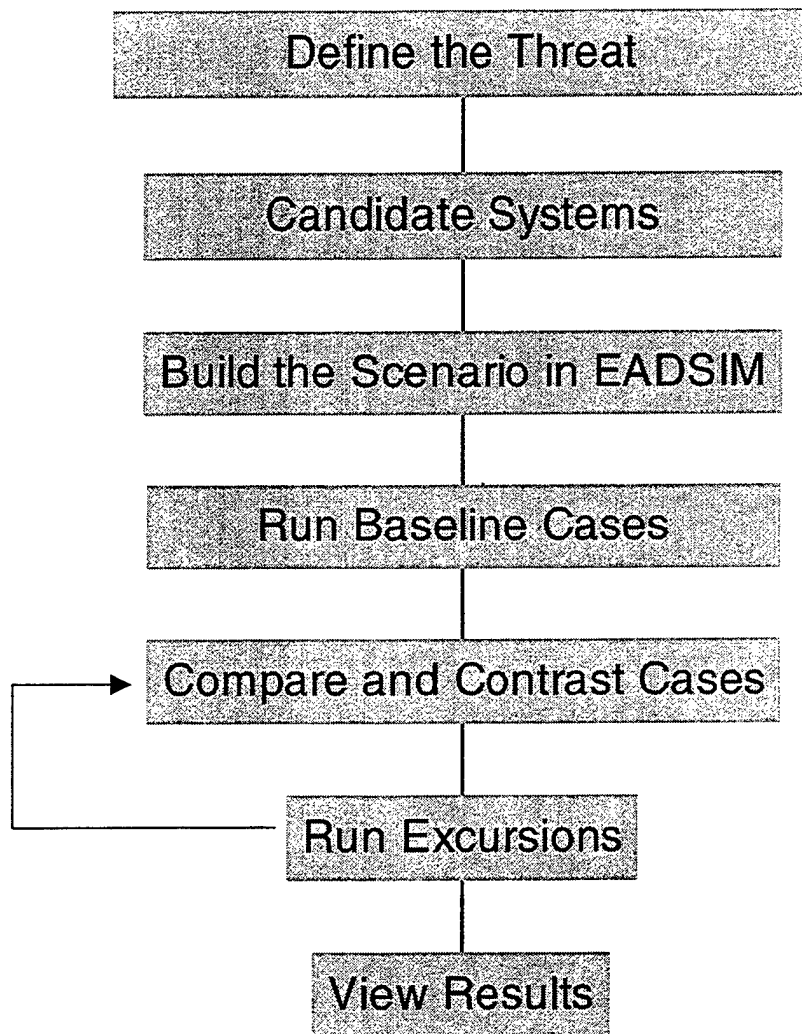 Define the Threat
Candidate Systems
Build the Scenario in EADSIM
Run Baseline Cases
Compare and Contrast Cases
Run Excursions
View Results